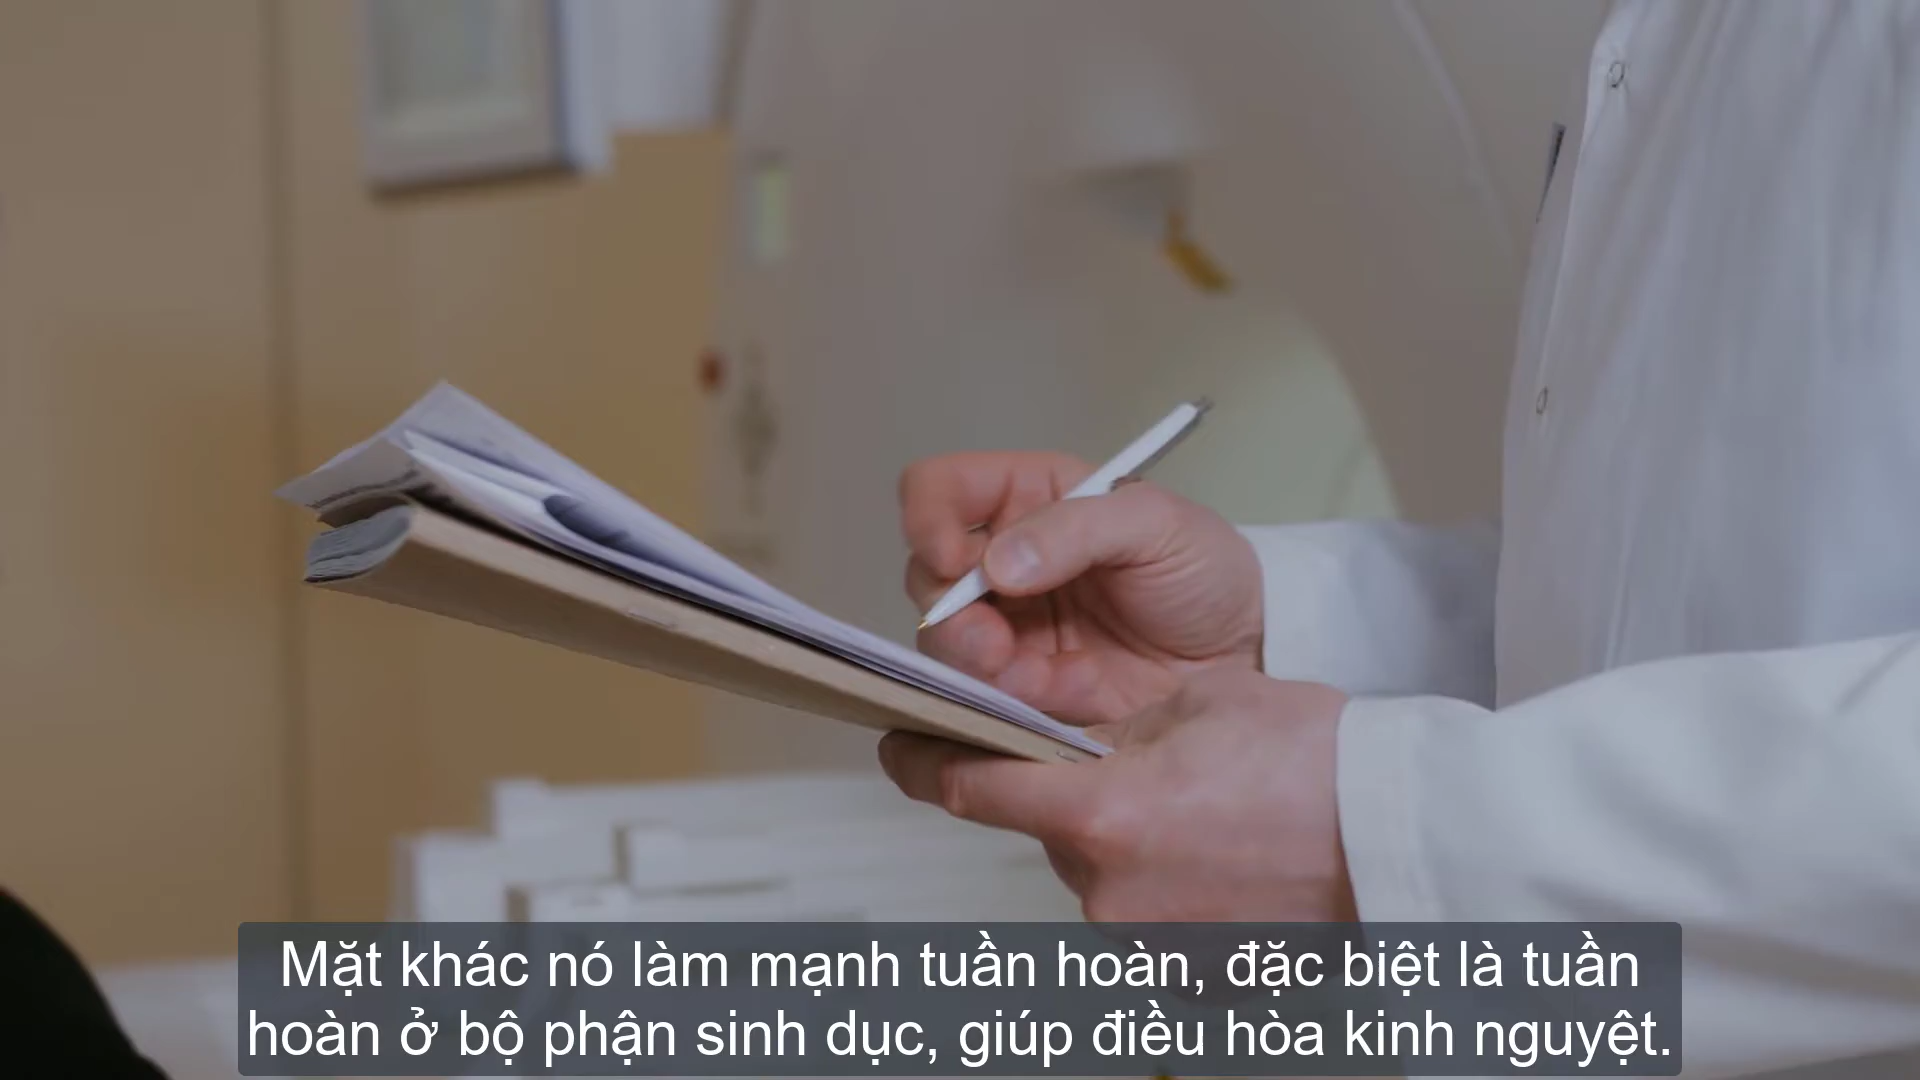 Mặt khác nó làm mạnh tuần hoàn, đặc biệt là tuần
hoàn ở bộ phận sinh dục, giúp điều hòa kinh nguyệt.